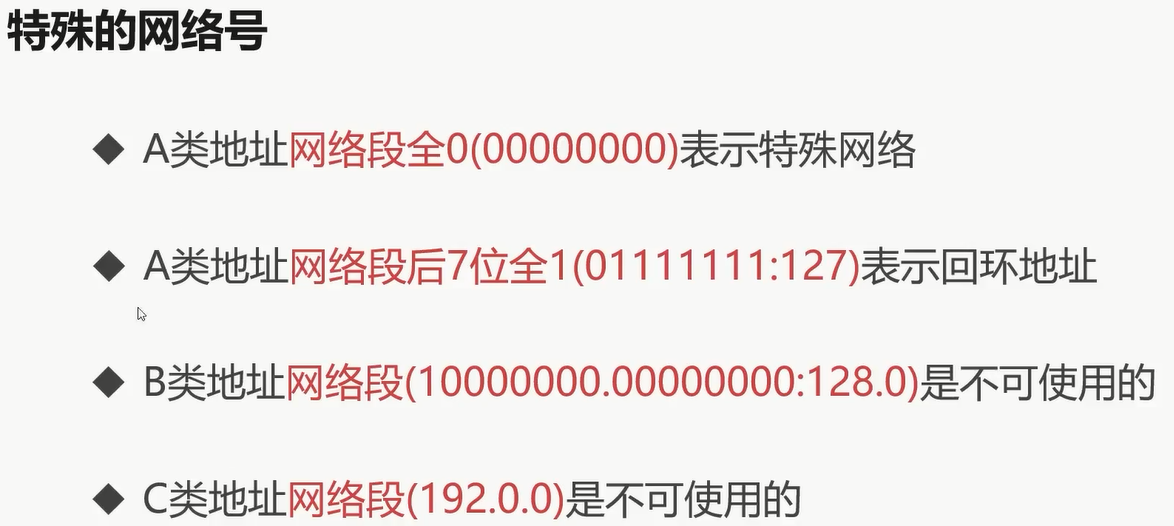 特殊的网络号
◆ A类地址网络段全0(00000000)表示特殊网络
◆ A类地址网络段后7位全1(01111111:127)表示回环地址
◆ B类地址网络段(10000000.00000000:128.0)是不可使用的
◆ C类地址网络段(192.0.0)是不可使用的